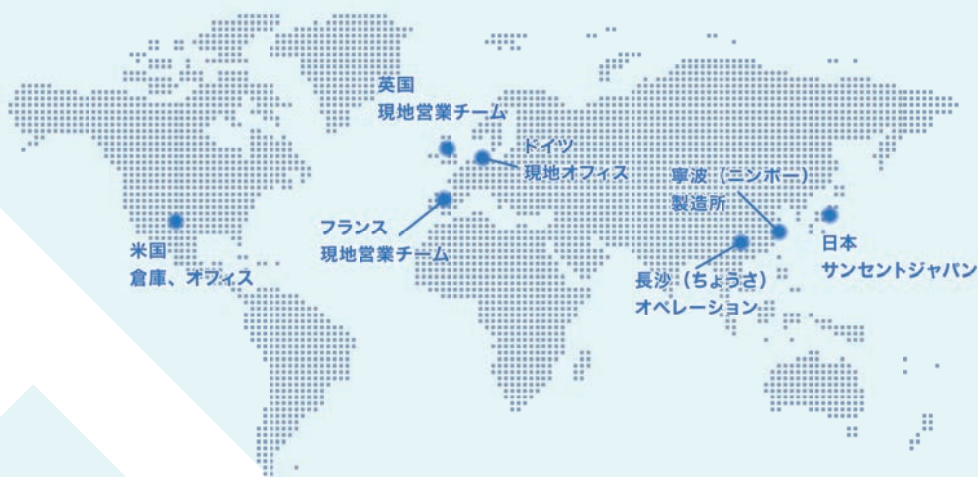 英国
現地営業チーム
ドイツ
現地オフィス
寧波（ニンボー）
製造所
フランス
現地営業チーム
米国
倉庫、オフィス
長沙（ちょうさ）
オペレーション
日本
サンセントジャパン